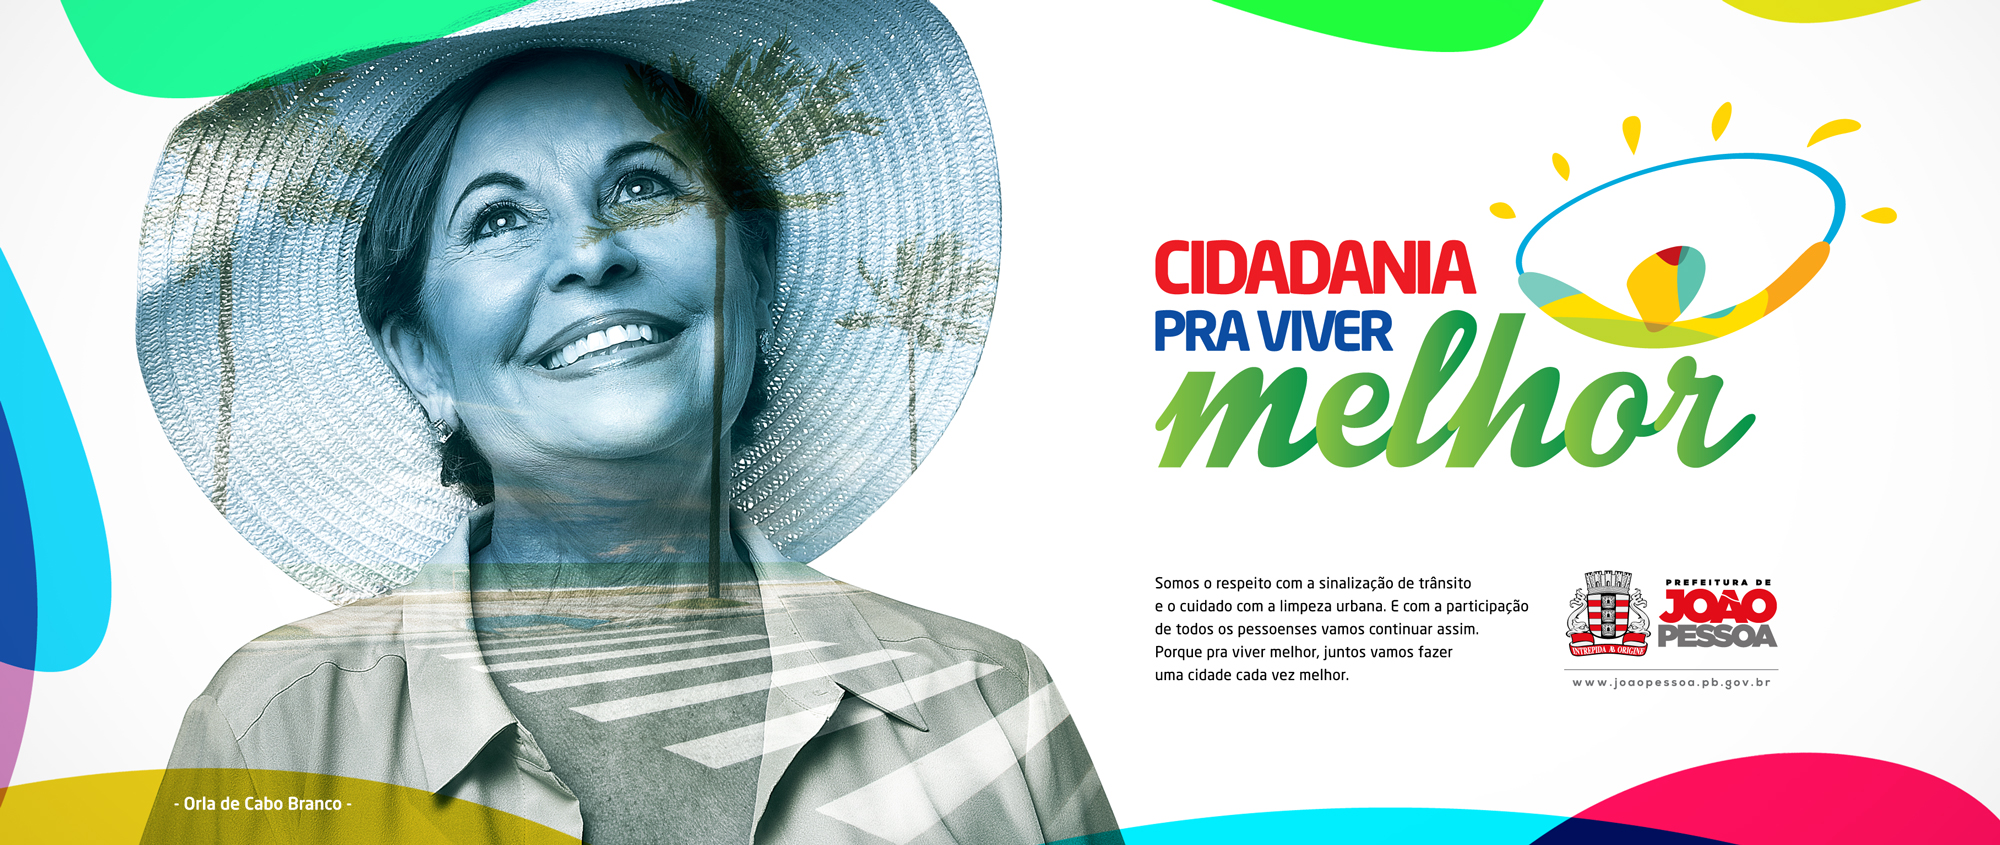 CIDADANIA
PRA VIVER
melhor
Somos o respeito com a sinalização de trânsito
e o cuidado com a limpeza urbana. E com a participação
de todos os pessoenses vamos continuar assim.
Porque pra viver melhor, juntos vamos fazer
uma cidade cada vez melhor.
PREFEITURA DE
JOÃO
PESSOA
INTREPIDA AB ORIGINE
www.joaopessoa.pb.gov.br
- Orla de Cabo Branco -